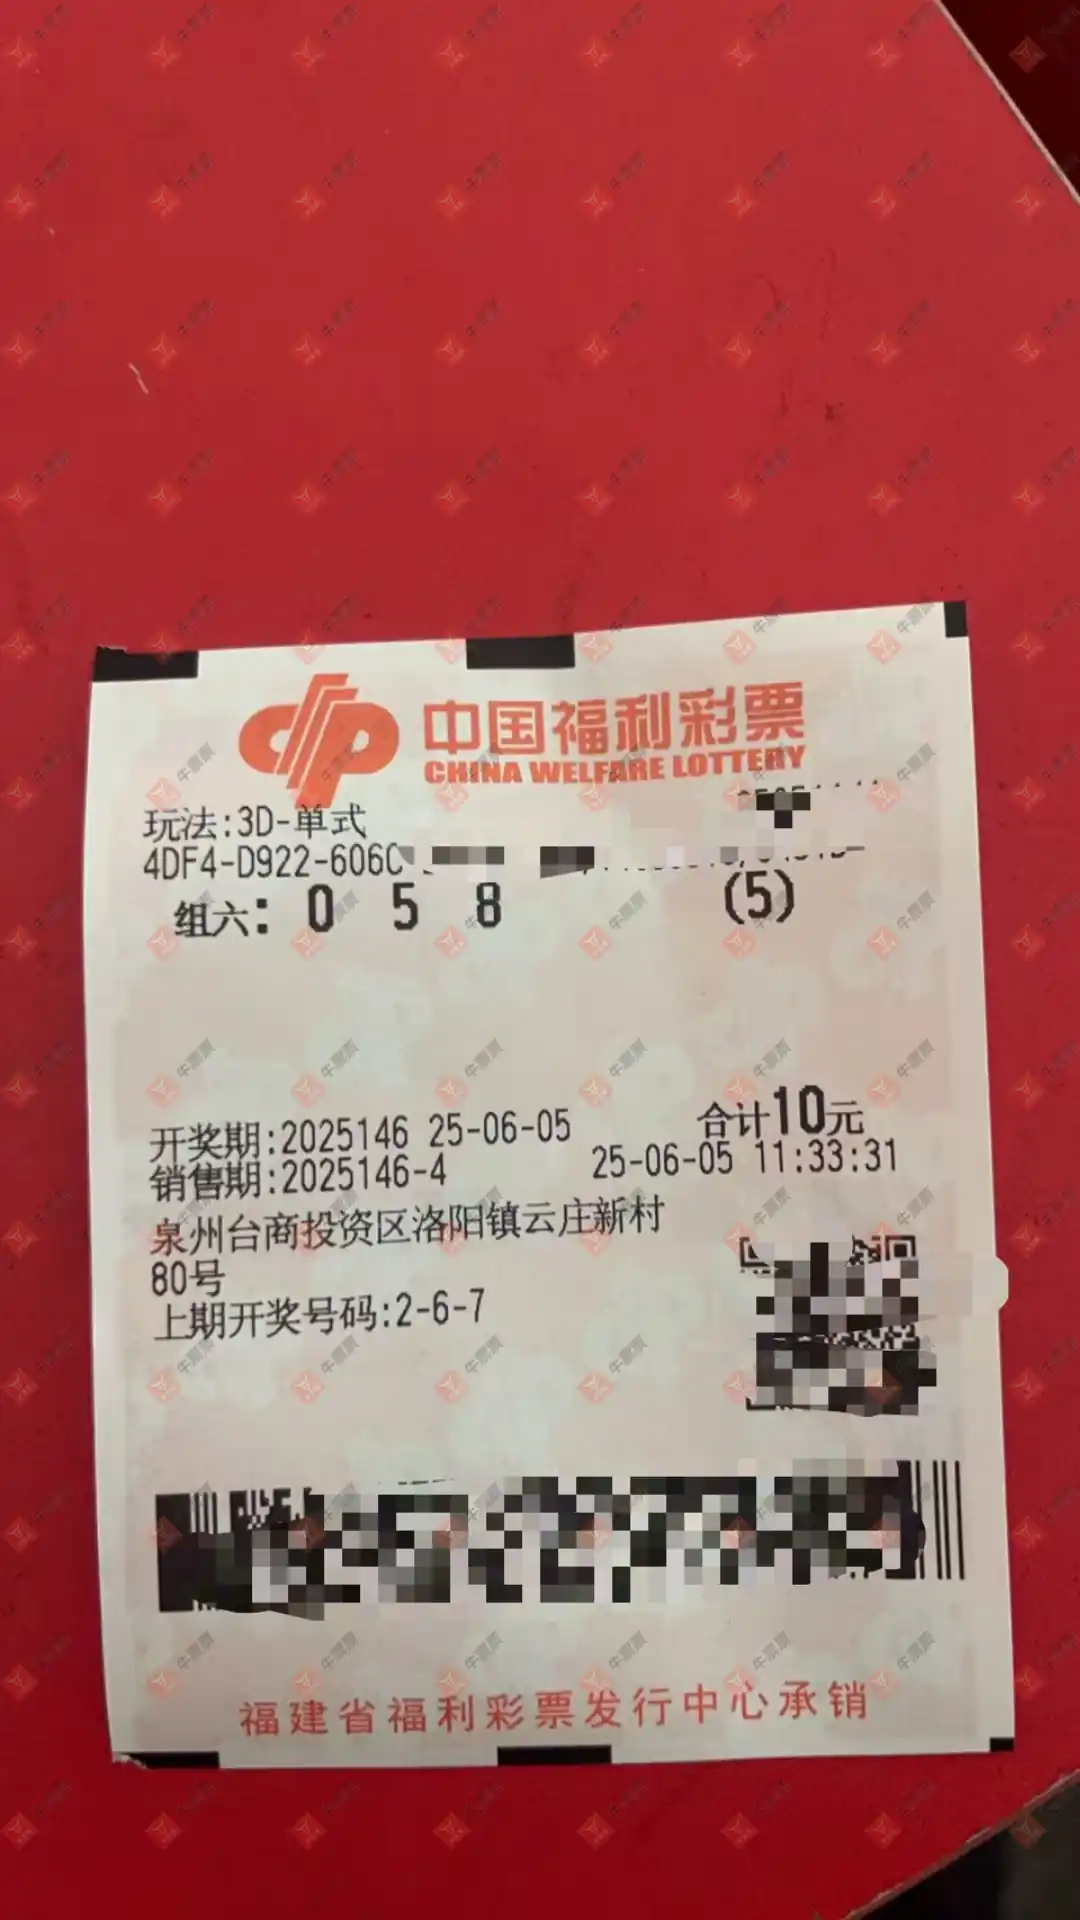 中国福利彩票
CHINA WELFARE LOTTERY
玩法:3D-单式
4DF4-D922-606C
组六: 0 5 8 (5)
合计10元
开奖期:2025146 25-06-05
销售期:2025146-4 25-06-05 11:33:31
泉州台商投资区洛阳镇云庄新村
80号
上期开奖号码:2-6-7
福建省福利彩票发行中心承销
牛票票